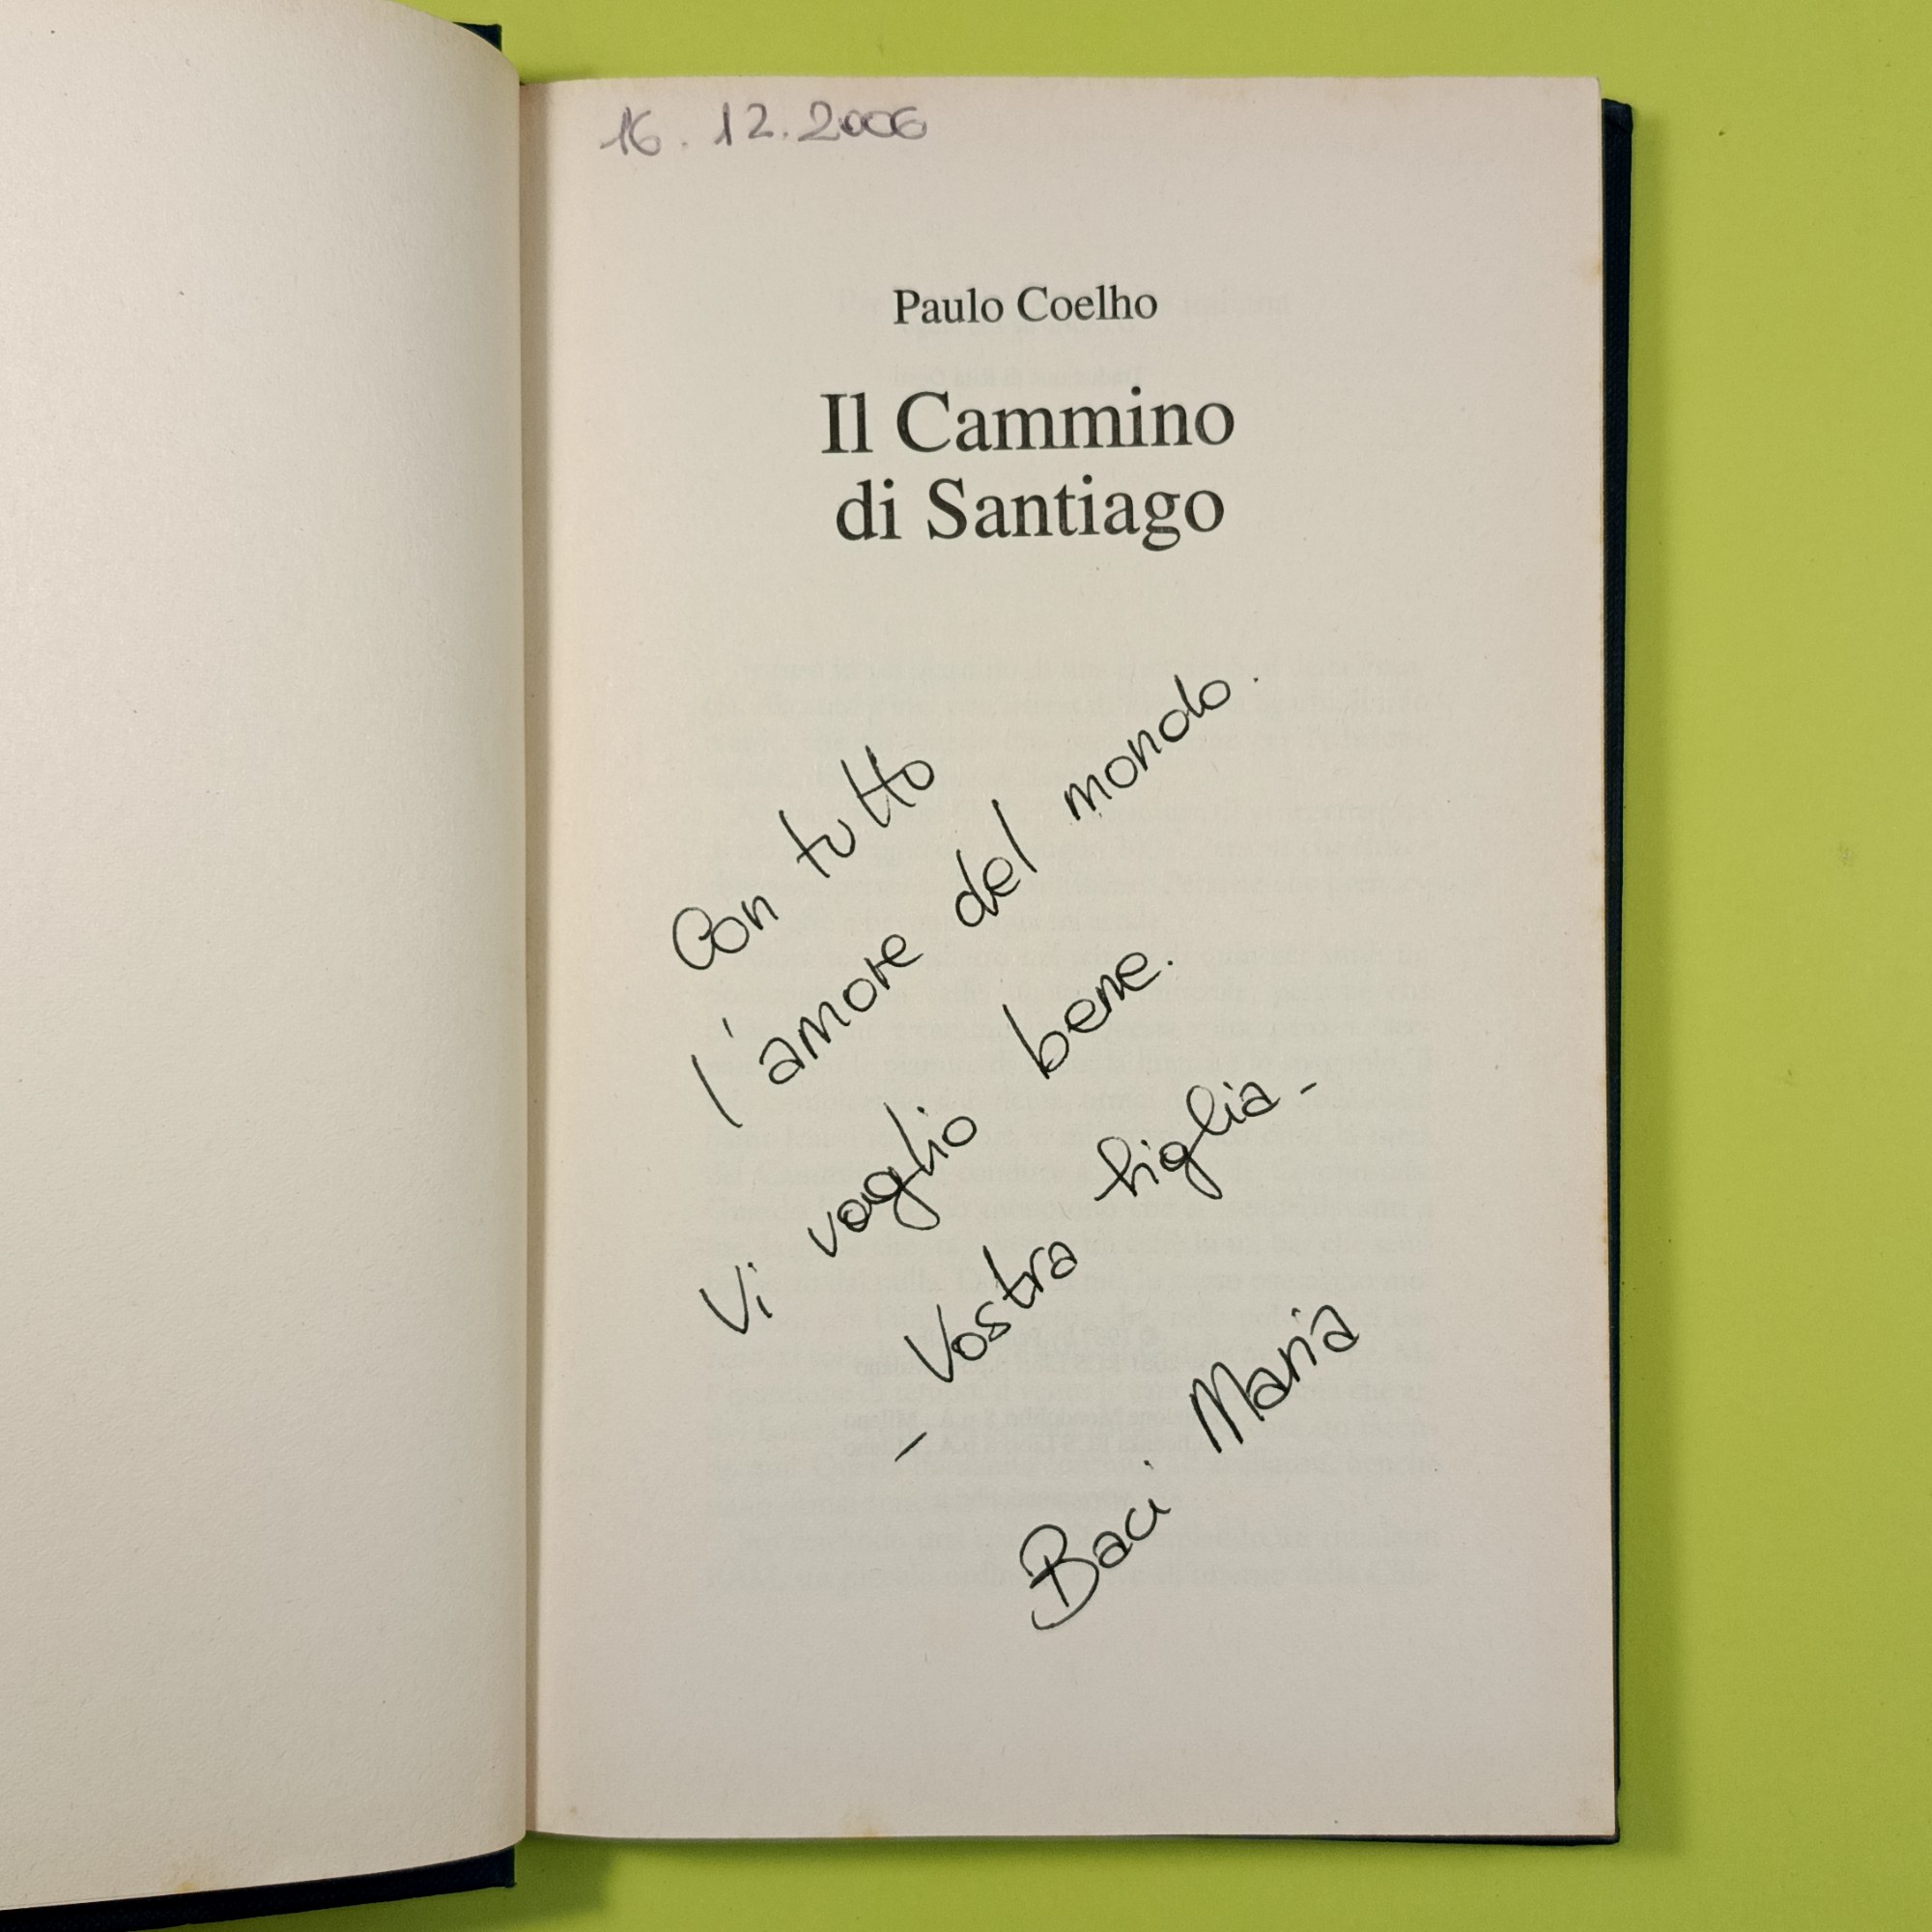 16.12.2006
Paulo Coelho
Il Cammino
di Santiago
Con tutto
l'amore del mondo.
Vi voglio bene.
- Vostra figlia -
Baci Maria